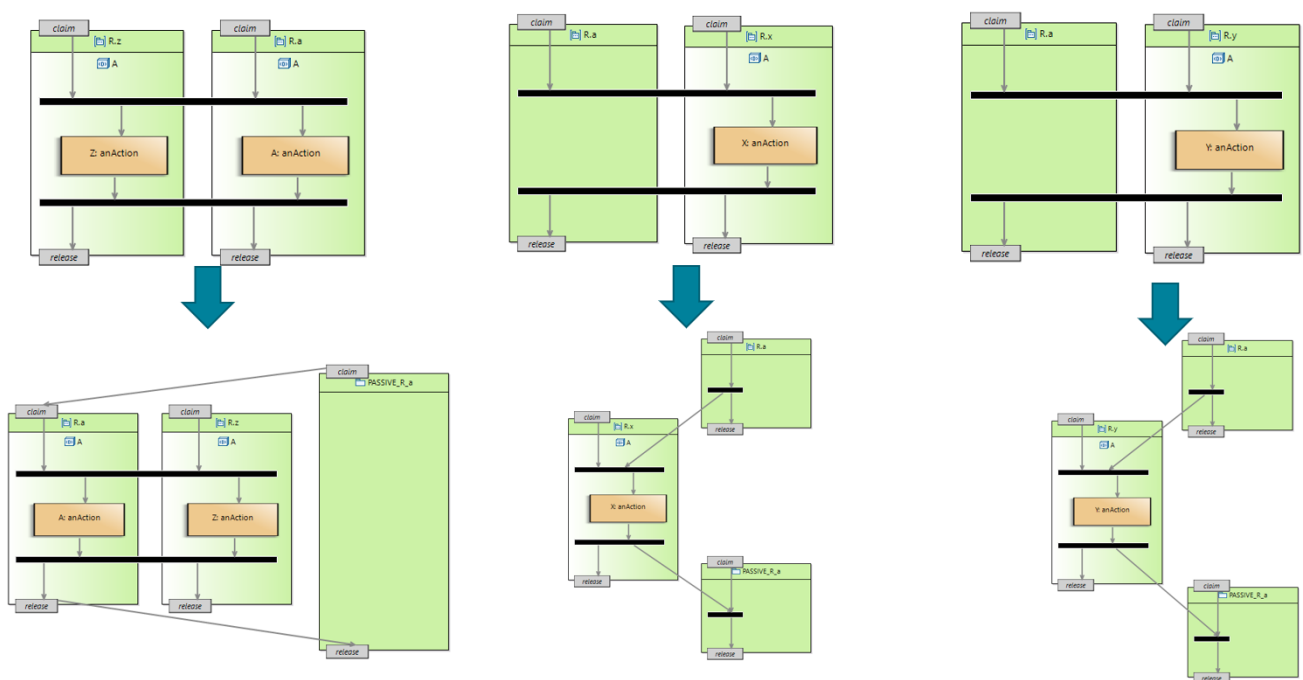 claim
claim
R.z
R.a
A
A
Z: anAction
A: anAction
release
release
claim
claim
R.a
R.x
A
X: anAction
release
release
claim
claim
R.a
R.y
A
Y: anAction
release
release
claim
PASSIVE_R_a
claim
claim
R.a
R.z
A
A
A: anAction
Z: anAction
release
release
release
claim
R.a
release
claim
R.x
A
X: anAction
release
claim
PASSIVE_R_a
release
claim
R.a
release
claim
R.y
A
Y: anAction
release
claim
PASSIVE_R_a
release